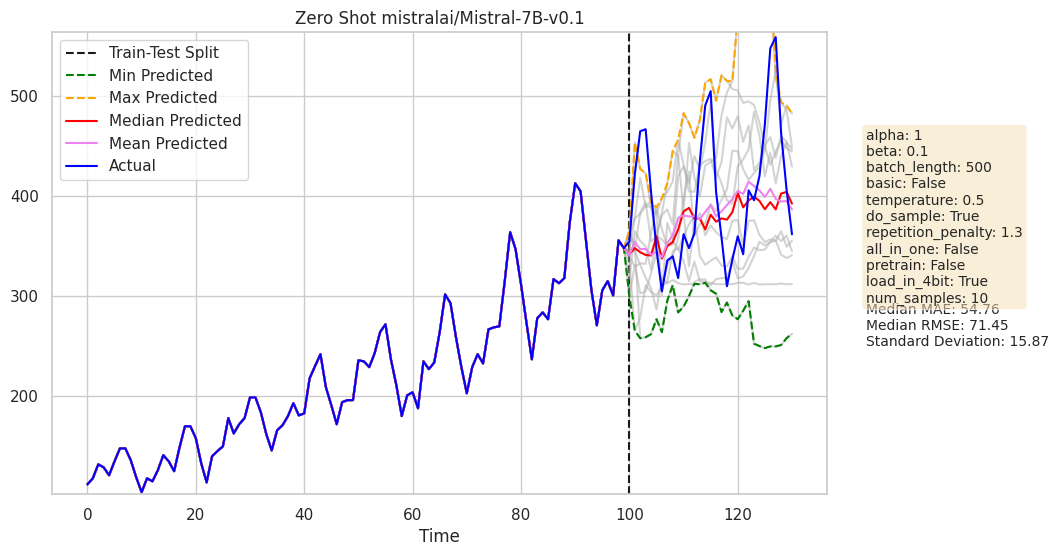 Zero Shot mistralai/Mistral-7B-v0.1
Train-Test Split
Min Predicted
Max Predicted
Median Predicted
Mean Predicted
Actual
500
400
300
200
0
20
40
60
80
100
120
Time
alpha: 1
beta: 0.1
batch_length: 500
basic: False
temperature: 0.5
do_sample: True
repetition_penalty: 1.3
all_in_one: False
pretrain: False
load_in_4bit: True
num_samples: 10
Median MAE: 54.76
Median RMSE: 71.45
Standard Deviation: 15.87